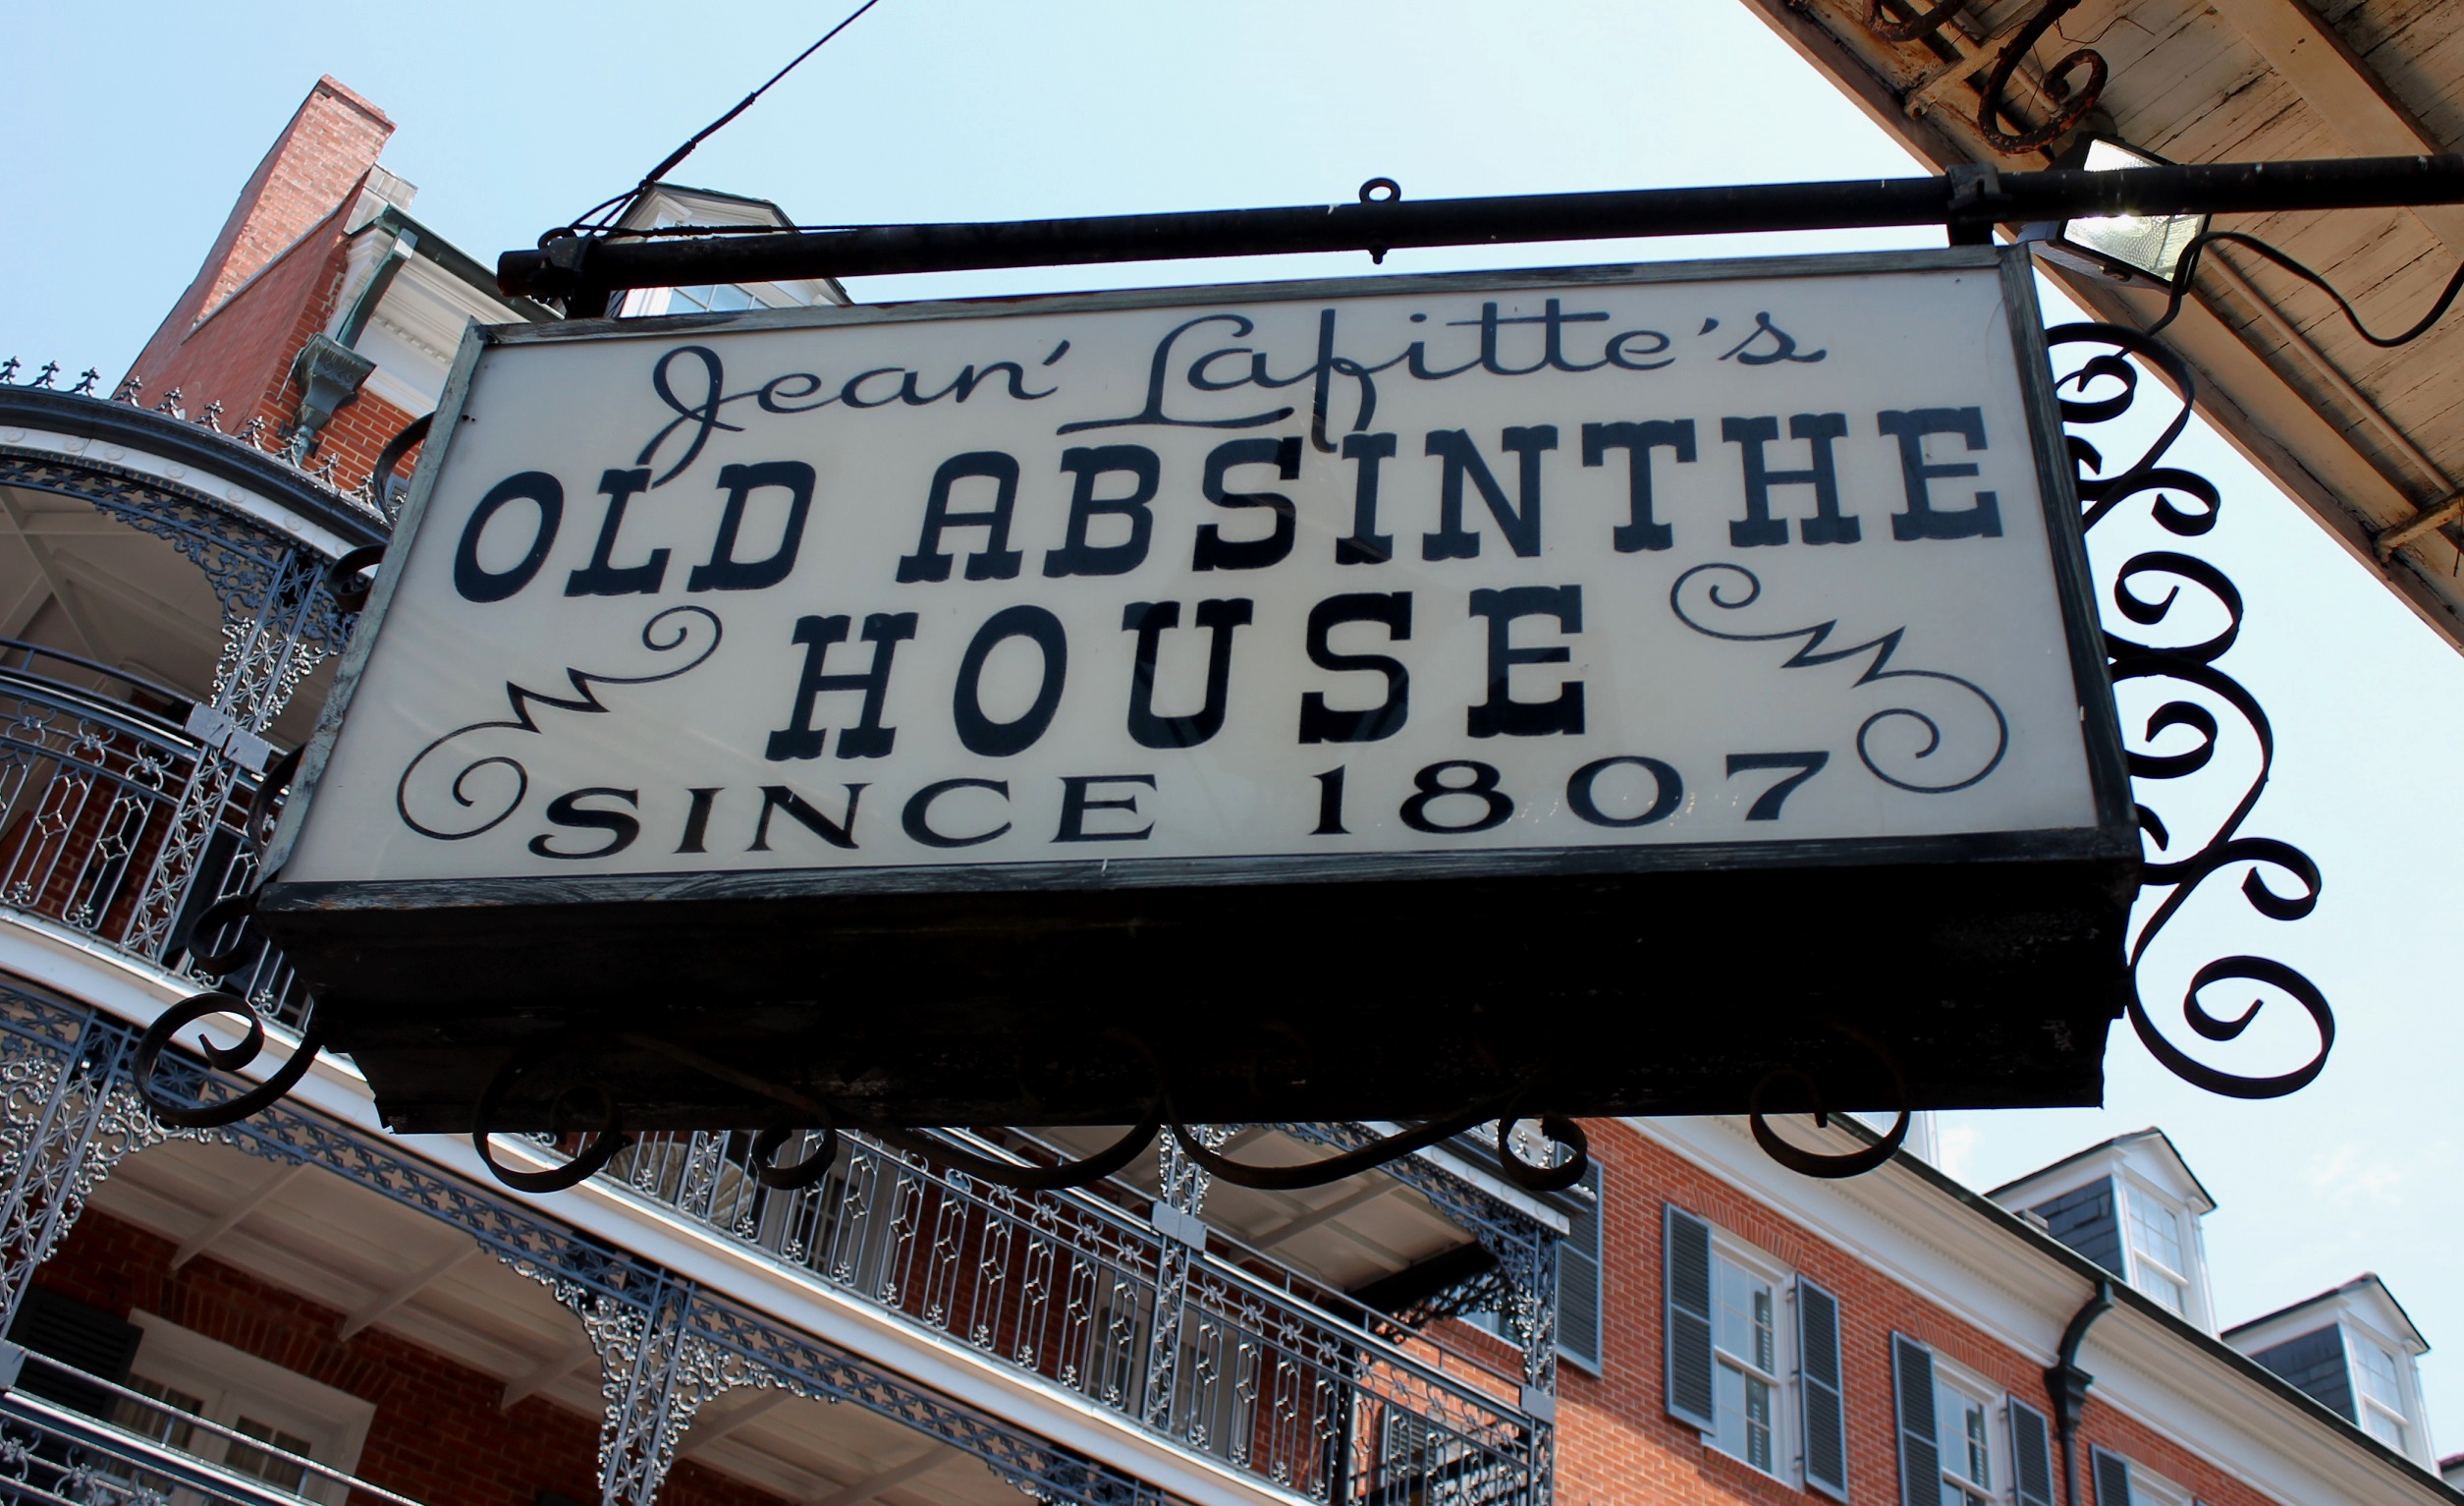 Jean' Lafitte's
OLD ABSINTHE
HOUSE
SINCE 1807